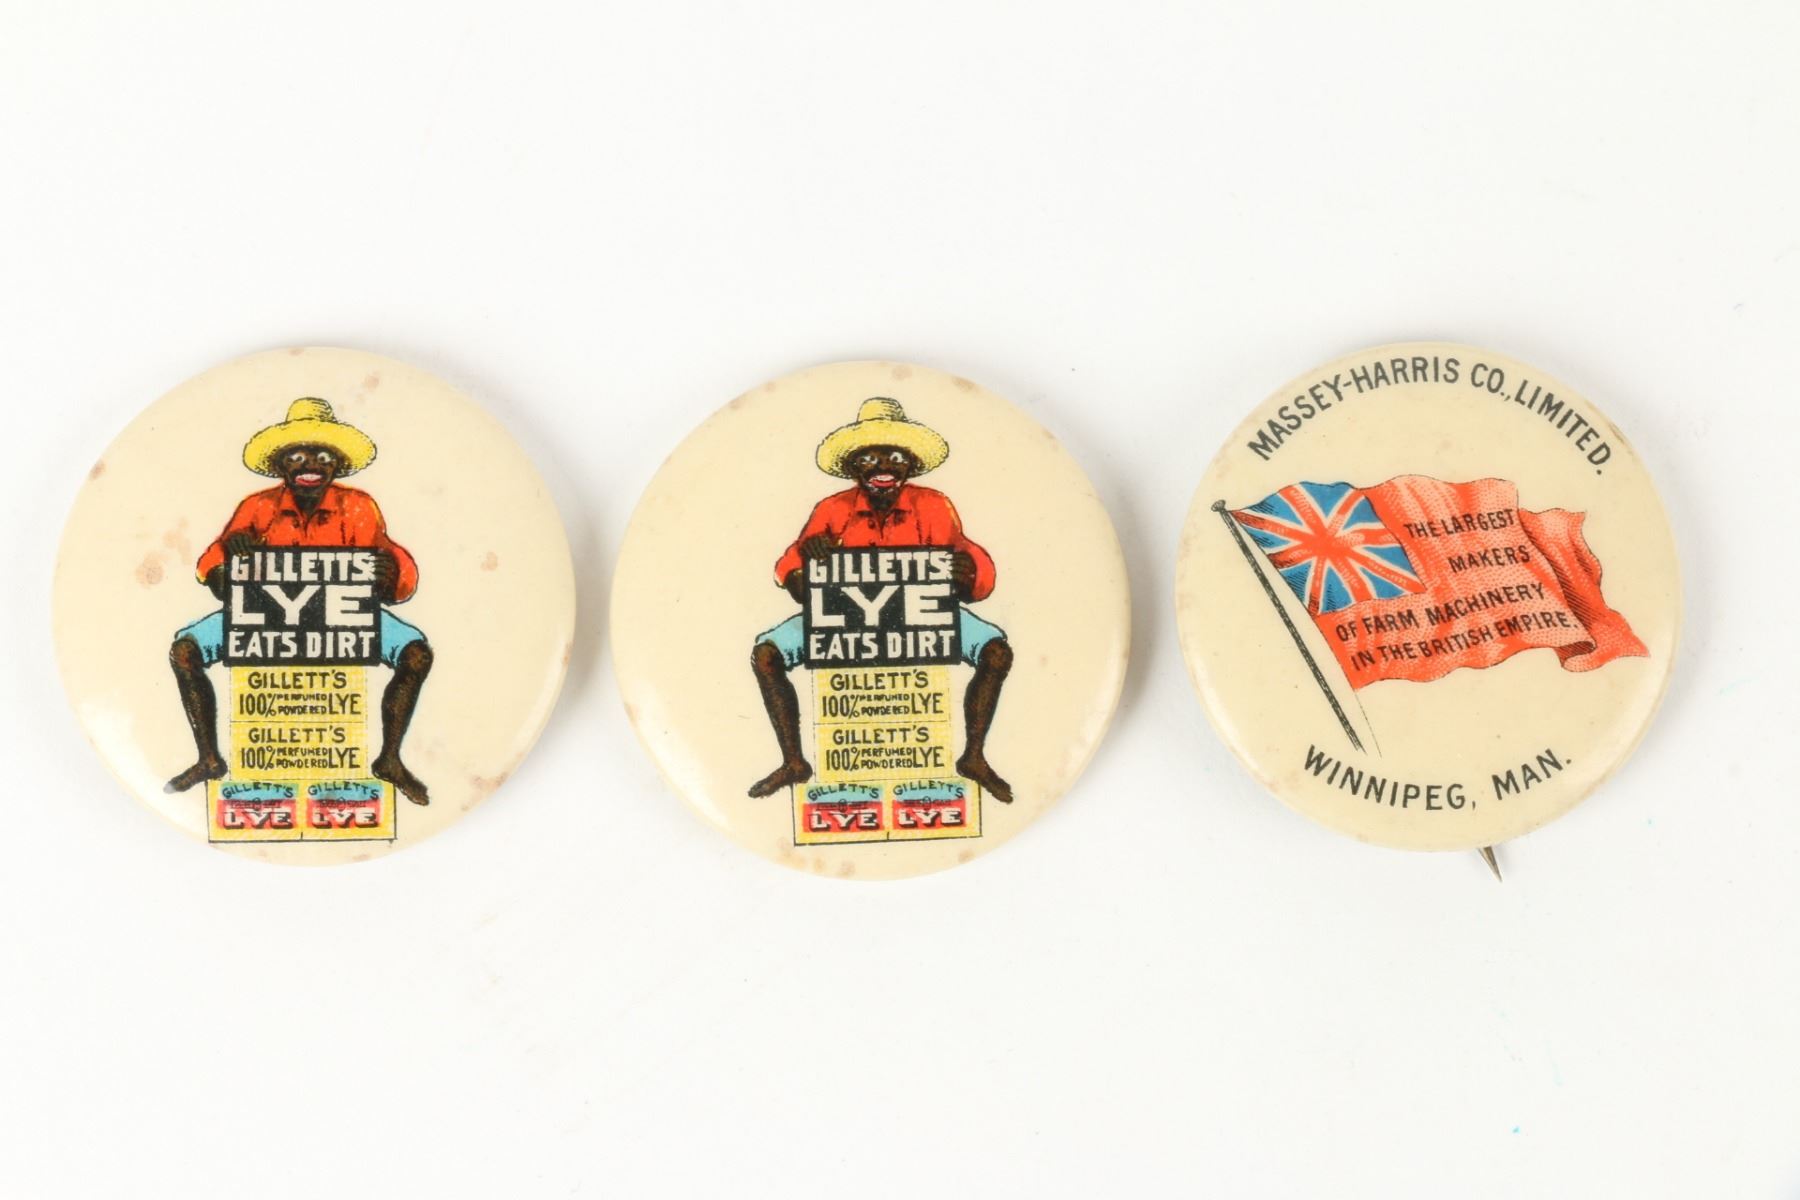 GILLETTS
LYE
EATS DIRT
GILLETT'S
100% PERFUMED POWDERED LYE
GILLETT'S
100% PERFUMED POWDERED LYE
GILLETT'S GILLETT'S
LYE LYE
GILLETTS
LYE
EATS DIRT
GILLETT'S
100% PERFUMED POWDERED LYE
GILLETT'S
100% PERFUMED POWDERED LYE
GILLETT'S GILLETT'S
LYE LYE
MASSEY-HARRIS CO., LIMITED.
THE LARGEST
MAKERS
OF FARM MACHINERY
IN THE BRITISH EMPIRE.
WINNIPEG, MAN.